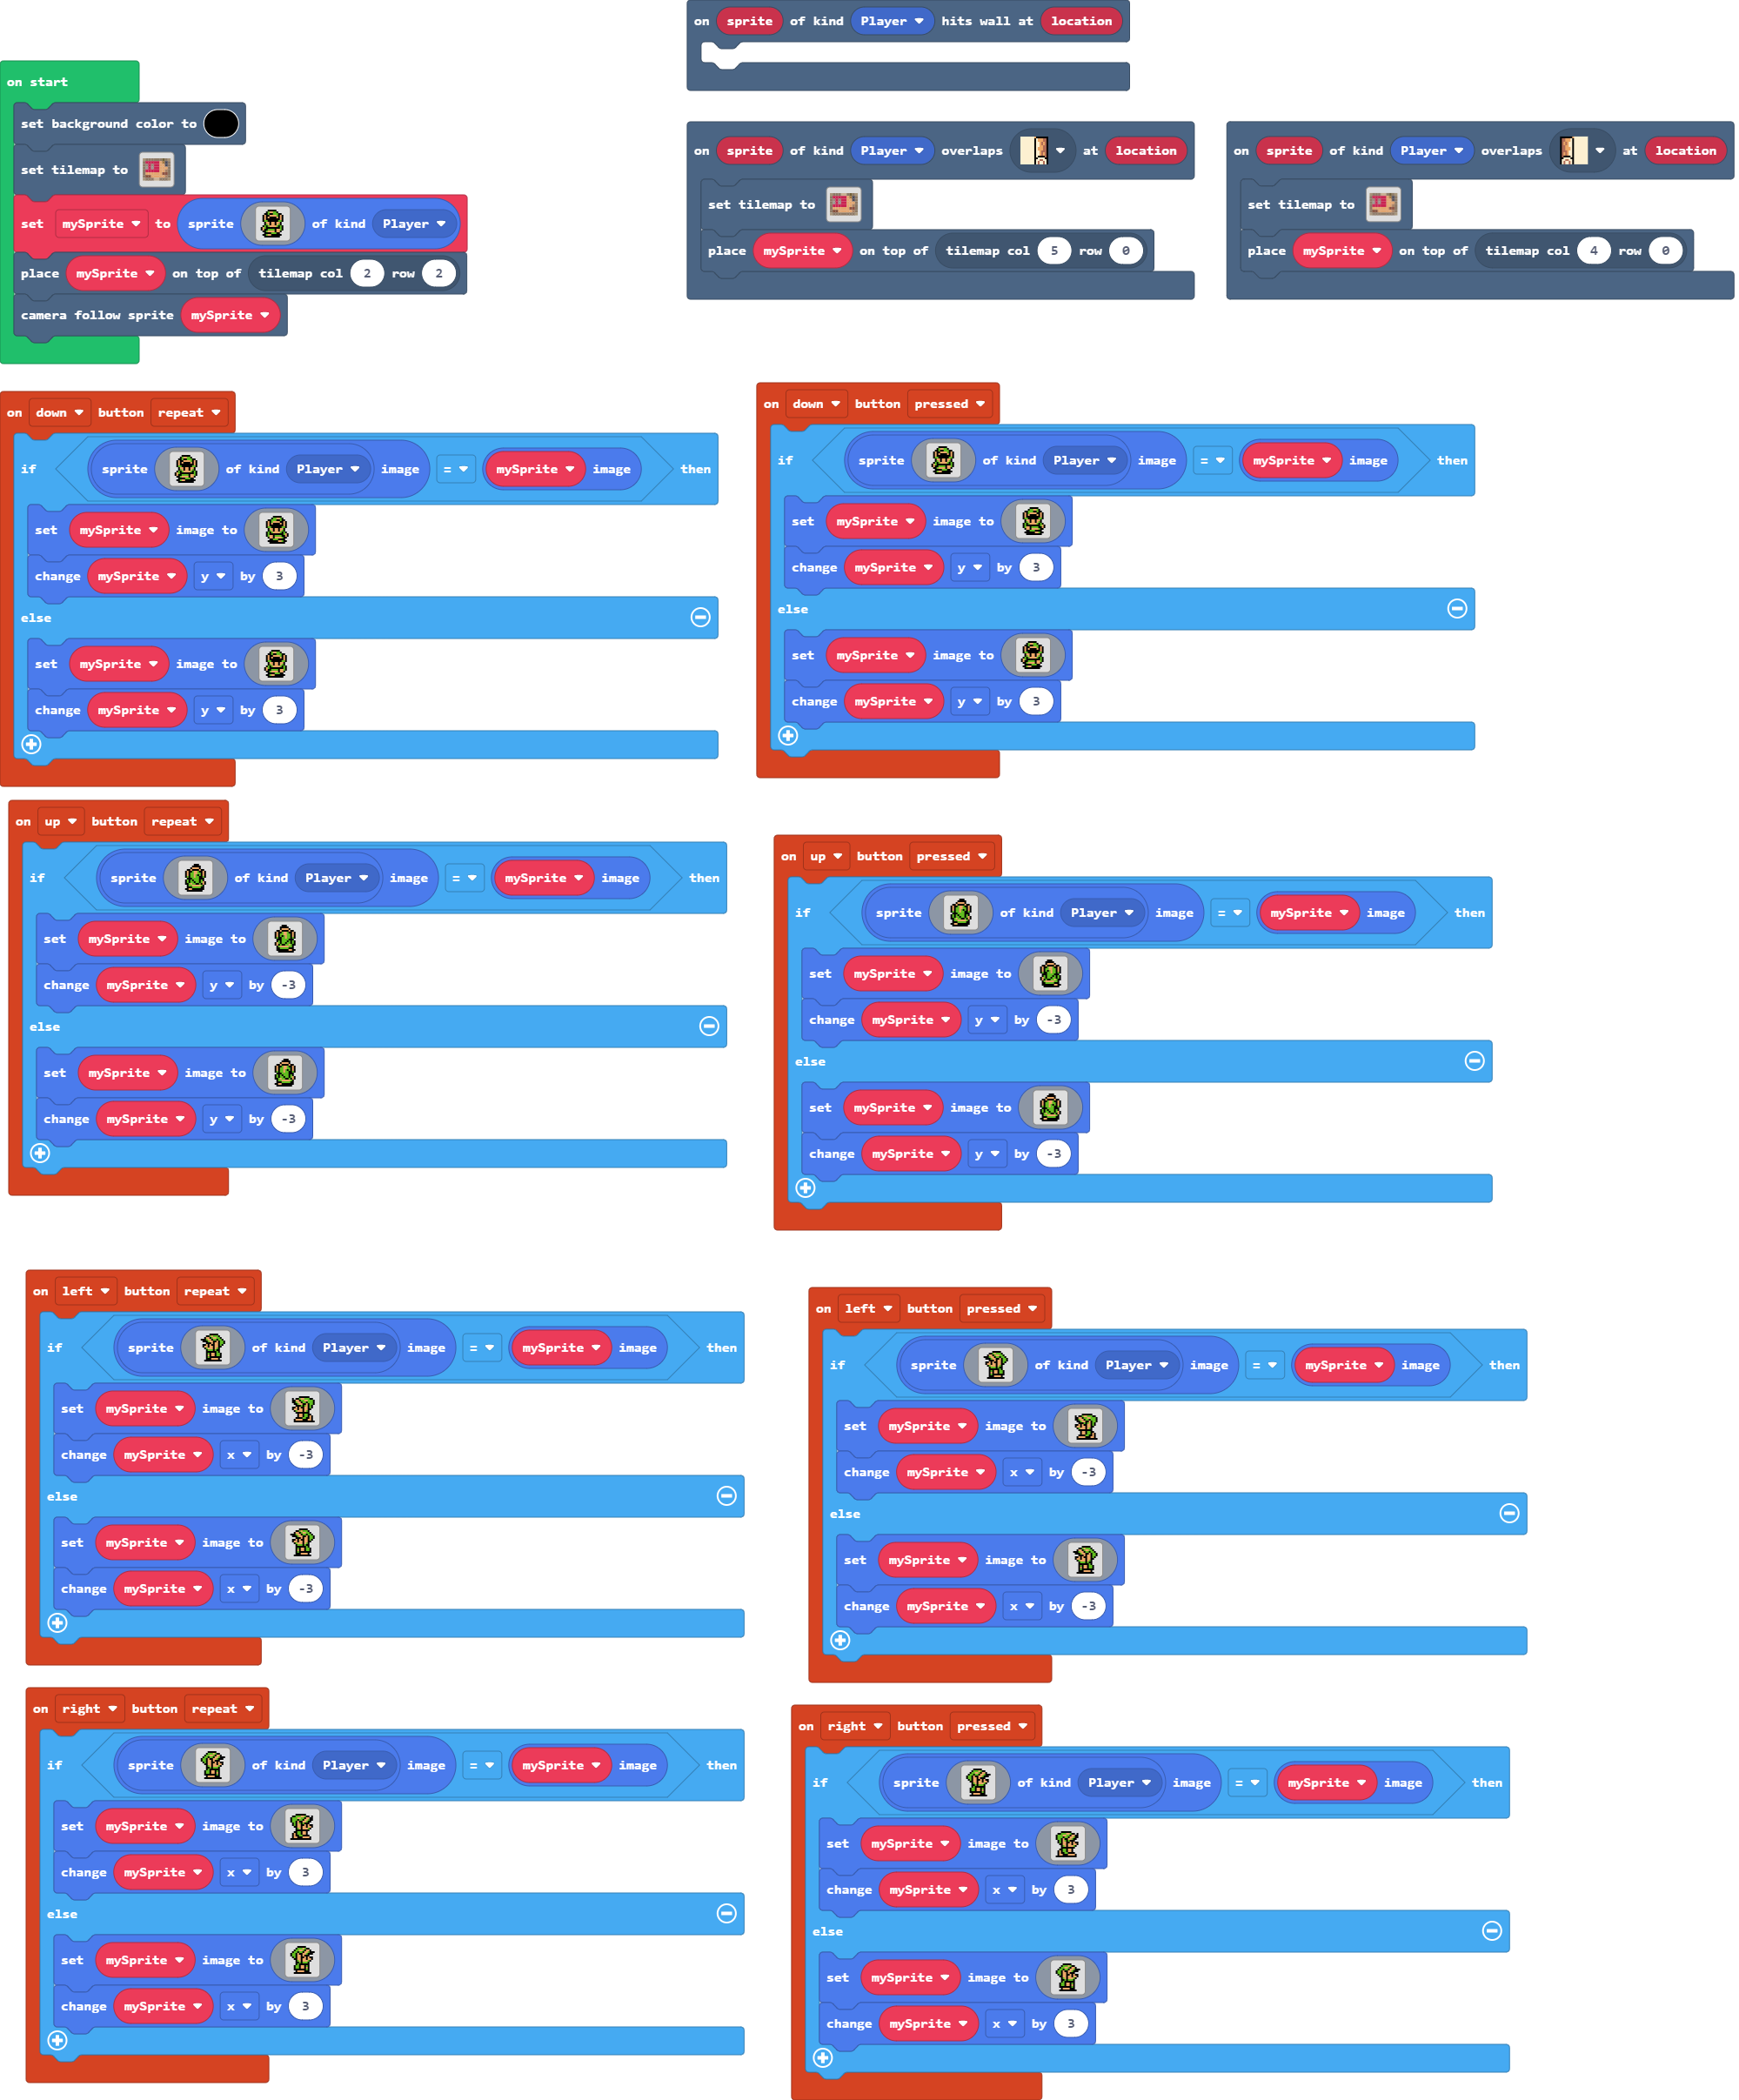 on start
set background color to
set tilemap to
set mySprite to sprite of kind Player
place mySprite on top of tilemap col 2 row 2
camera follow sprite mySprite
on sprite of kind Player hits wall at location
on sprite of kind Player overlaps at location
set tilemap to
place mySprite on top of tilemap col 5 row 0
on sprite of kind Player overlaps at location
set tilemap to
place mySprite on top of tilemap col 4 row 0
on down button repeat
if sprite of kind Player image = mySprite image then
set mySprite image to
change mySprite y by 3
else
set mySprite image to
change mySprite y by 3
on down button pressed
if sprite of kind Player image = mySprite image then
set mySprite image to
change mySprite y by 3
else
set mySprite image to
change mySprite y by 3
on up button repeat
if sprite of kind Player image = mySprite image then
set mySprite image to
change mySprite y by -3
else
set mySprite image to
change mySprite y by -3
on up button pressed
if sprite of kind Player image = mySprite image then
set mySprite image to
change mySprite y by -3
else
set mySprite image to
change mySprite y by -3
on left button repeat
if sprite of kind Player image = mySprite image then
set mySprite image to
change mySprite x by -3
else
set mySprite image to
change mySprite x by -3
on left button pressed
if sprite of kind Player image = mySprite image then
set mySprite image to
change mySprite x by -3
else
set mySprite image to
change mySprite x by -3
on right button repeat
if sprite of kind Player image = mySprite image then
set mySprite image to
change mySprite x by 3
else
set mySprite image to
change mySprite x by 3
on right button pressed
if sprite of kind Player image = mySprite image then
set mySprite image to
change mySprite x by 3
else
set mySprite image to
change mySprite x by 3